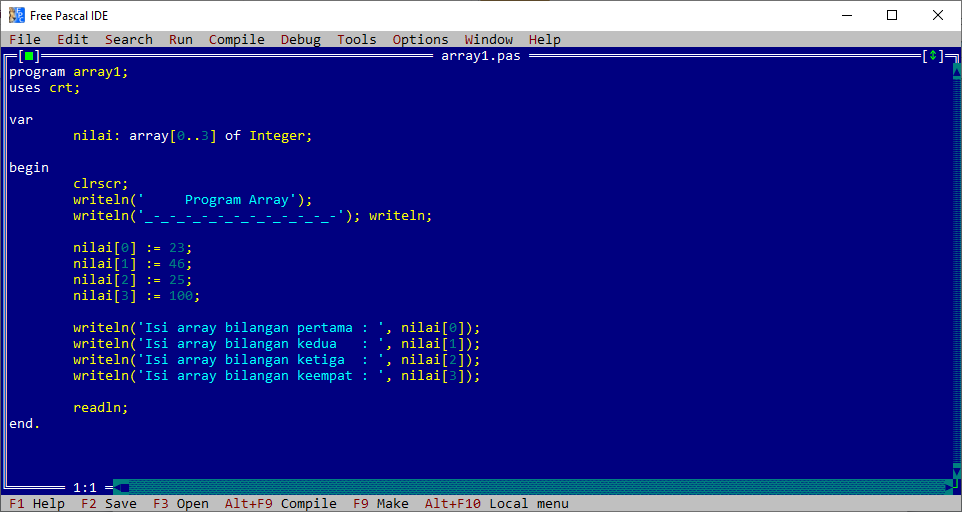 Free Pascal IDE
File Edit Search Run Compile Debug Tools Options Window Help
array1.pas
program array1;
uses crt;
var
nilai: array[0..3] of Integer;
begin
clrscr;
writeln('     Program Array');
writeln('_-_-_-_-_-_-_-_-_-_-_-_-'); writeln;
nilai[0] := 23;
nilai[1] := 46;
nilai[2] := 25;
nilai[3] := 100;
writeln('Isi array bilangan pertama : ', nilai[0]);
writeln('Isi array bilangan kedua   : ', nilai[1]);
writeln('Isi array bilangan ketiga  : ', nilai[2]);
writeln('Isi array bilangan keempat : ', nilai[3]);
readln;
end.
1:1
F1 Help F2 Save F3 Open Alt+F9 Compile F9 Make Alt+F10 Local menu